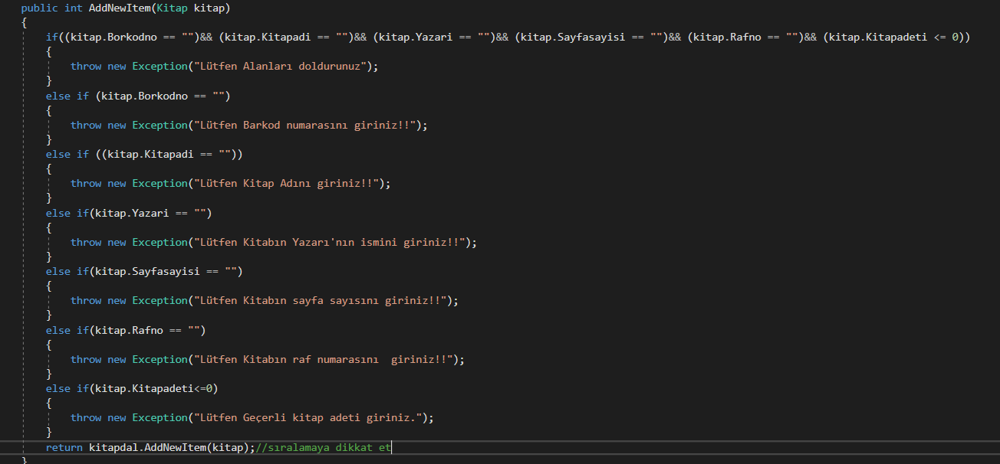 public int AddNewItem(Kitap kitap)
{
if((kitap.Borkodno == "")&& (kitap.Kitapadi == "")&& (kitap.Yazari == "")&& (kitap.Sayfasayisi == "")&& (kitap.Rafno == "")&& (kitap.Kitapadeti <= 0))
{
throw new Exception("Lütfen Alanları doldurunuz");
}
else if (kitap.Borkodno == "")
{
throw new Exception("Lütfen Barkod numarasını giriniz!!");
}
else if ((kitap.Kitapadi == ""))
{
throw new Exception("Lütfen Kitap Adını giriniz!!");
}
else if(kitap.Yazari == "")
{
throw new Exception("Lütfen Kitabın Yazarı'nın ismini giriniz!!");
}
else if(kitap.Sayfasayisi == "")
{
throw new Exception("Lütfen Kitabın sayfa sayısını giriniz!!");
}
else if(kitap.Rafno == "")
{
throw new Exception("Lütfen Kitabın raf numarasını  giriniz!!");
}
else if(kitap.Kitapadeti<=0)
{
throw new Exception("Lütfen Geçerli kitap adeti giriniz.");
}
return kitapdal.AddNewItem(kitap);//sıralamaya dikkat et
}